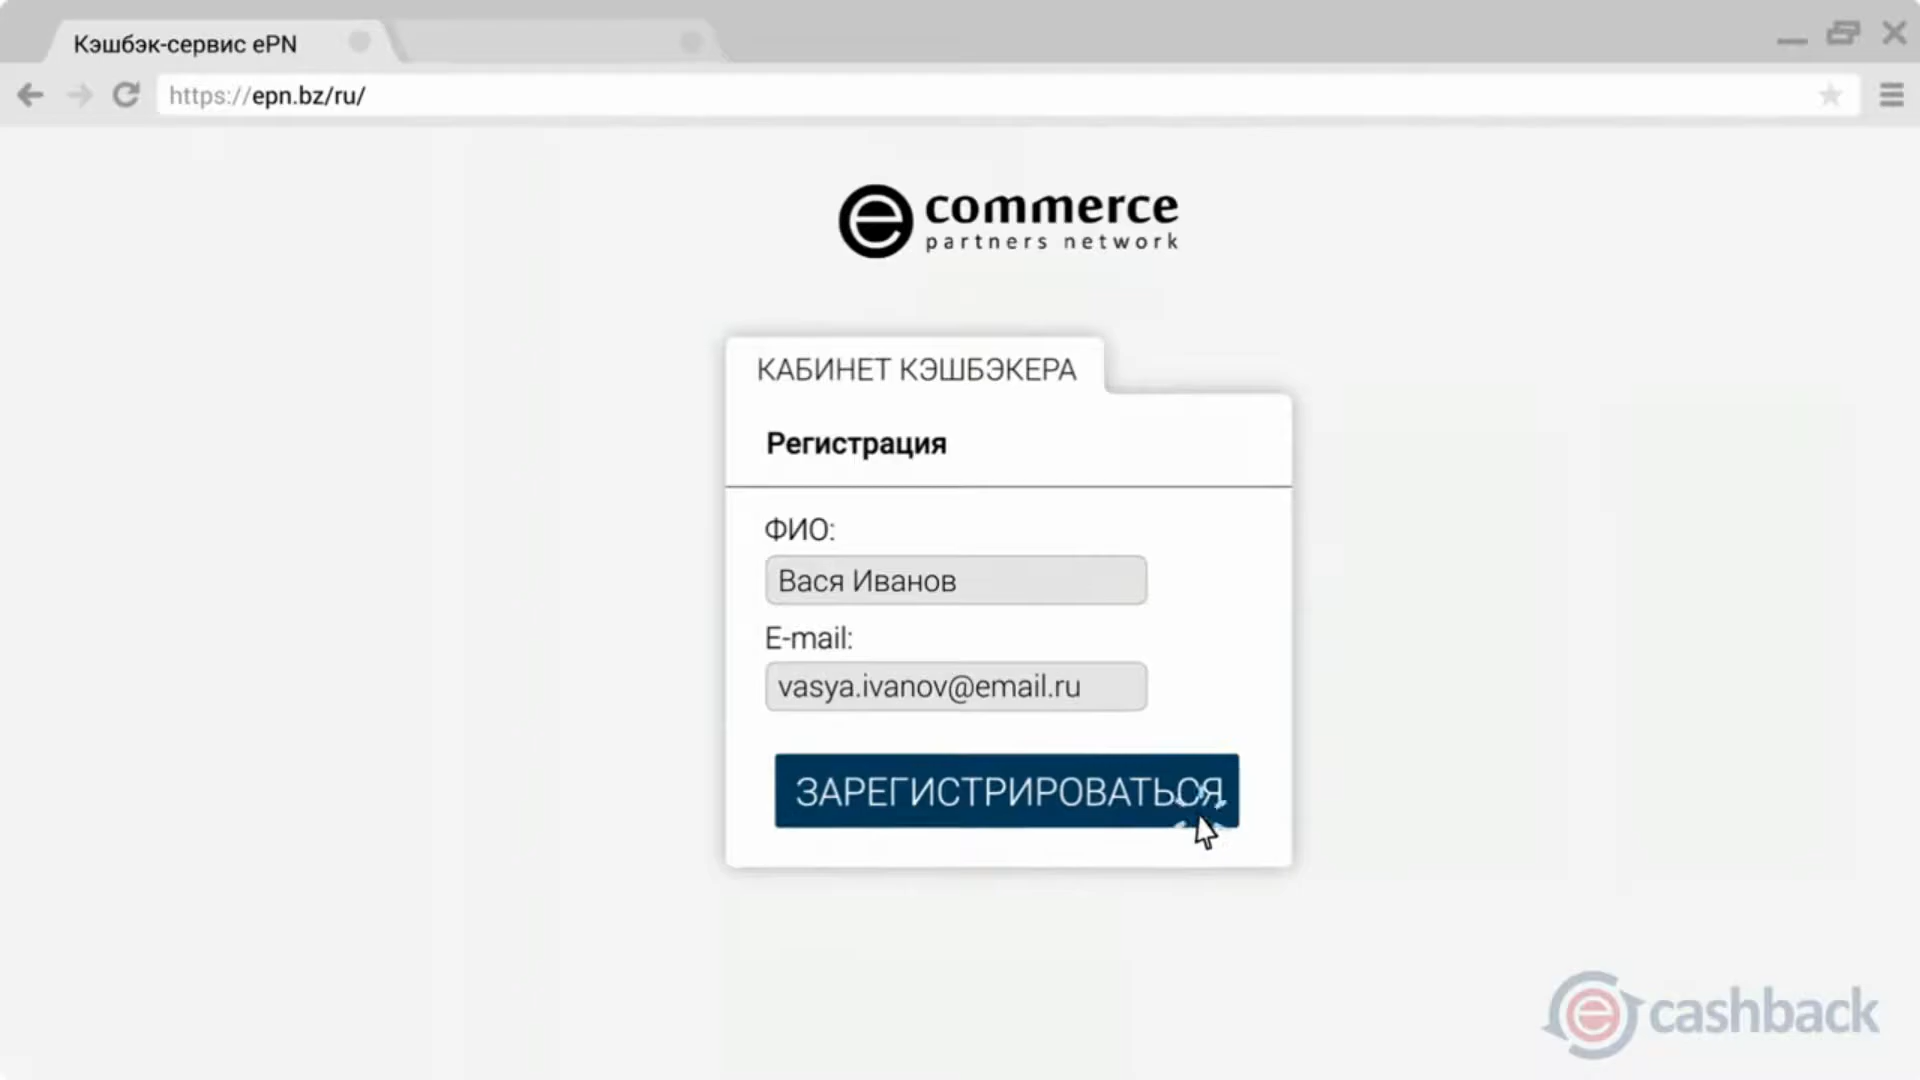 Кэшбэк-сервис ePN
https://epn.bz/ru/
e commerce
partners network
КАБИНЕТ КЭШБЭКЕРА
Регистрация
ФИО:
Вася Иванов
E-mail:
vasya.ivanov@email.ru
ЗАРЕГИСТРИРОВАТЬСЯ
e cashback